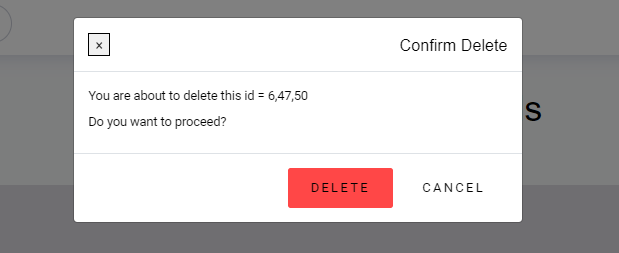 ×
Confirm Delete
You are about to delete this id = 6,47,50
Do you want to proceed?
s
DELETE
CANCEL